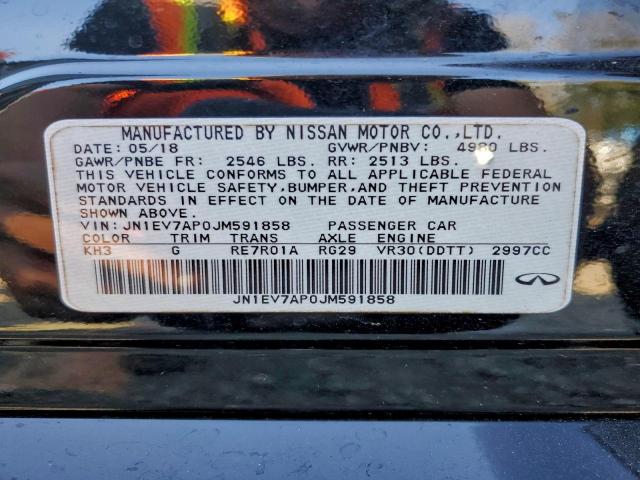 MANUFACTURED BY NISSAN MOTOR CO.,LTD.
DATE: 05/18 GVWR/PNBV: 4980 LBS.
GAWR/PNBE FR: 2546 LBS. RR: 2513 LBS.
THIS VEHICLE CONFORMS TO ALL APPLICABLE FEDERAL
MOTOR VEHICLE SAFETY,BUMPER,AND THEFT PREVENTION
STANDARDS IN EFFECT ON THE DATE OF MANUFACTURE
SHOWN ABOVE.
VIN:JN1EV7AP0JM591858 PASSENGER CAR
COLOR TRIM TRANS AXLE ENGINE
KH3 G RE7R01A RG29 VR30(DDTT) 2997CC
JN1EV7AP0JM591858